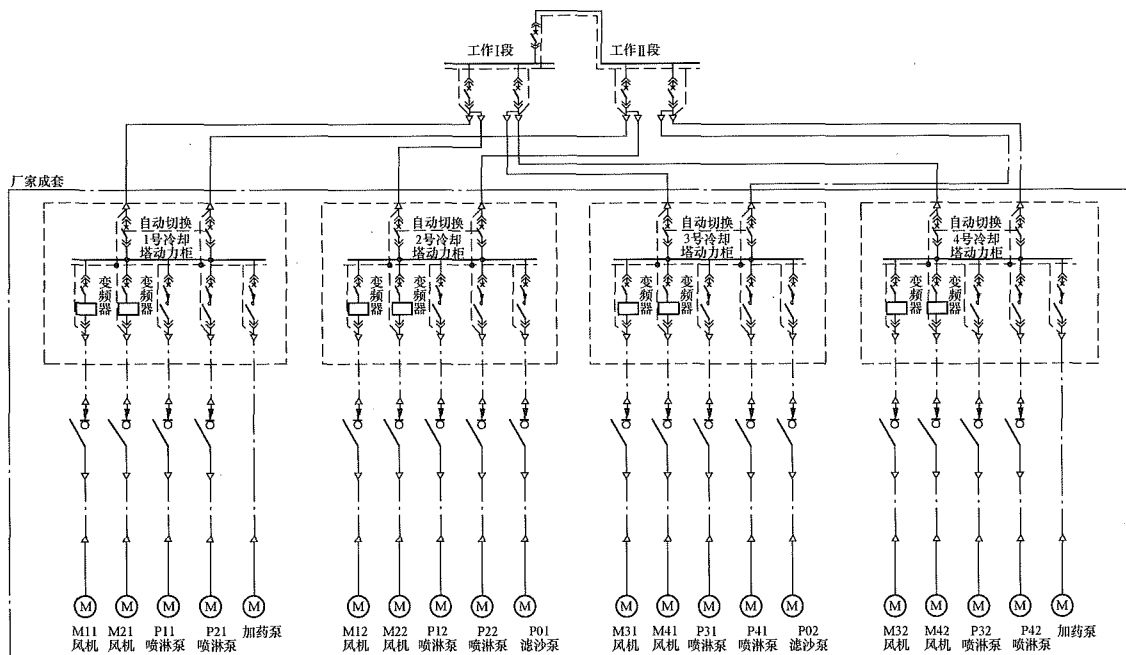 工作Ⅰ段
工作Ⅱ段
厂家成套
自动切换
1号冷却
塔动力柜
变频器
变频器
自动切换
2号冷却
塔动力柜
变频器
变频器
自动切换
3号冷却
塔动力柜
变频器
变频器
自动切换
4号冷却
塔动力柜
变频器
变频器
M M M M M
M M M M M
M M M M M
M M M M M
M11 M21 P11 P21 加药泵
风机 风机 喷淋泵 喷淋泵
M12 M22 P12 P22 P01
风机 风机 喷淋泵 喷淋泵 滤沙泵
M31 M41 P31 P41 P02
风机 风机 喷淋泵 喷淋泵 滤沙泵
M32 M42 P32 P42 加药泵
风机 风机 喷淋泵 喷淋泵